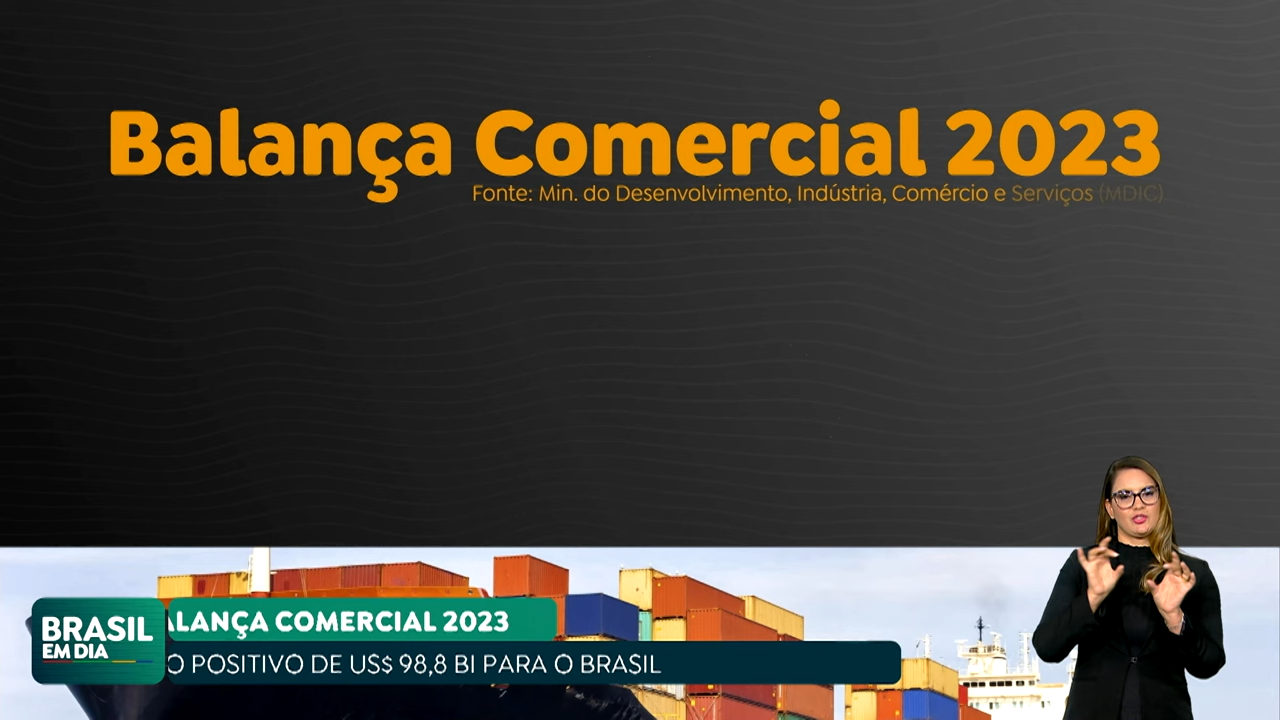 Balança Comercial 2023
Fonte: Min. do Desenvolvimento, Indústria, Comércio e Serviços (MDIC)
BRASIL
EM DIA
ALANÇA COMERCIAL 2023
O POSITIVO DE US$ 98,8 BI PARA O BRASIL